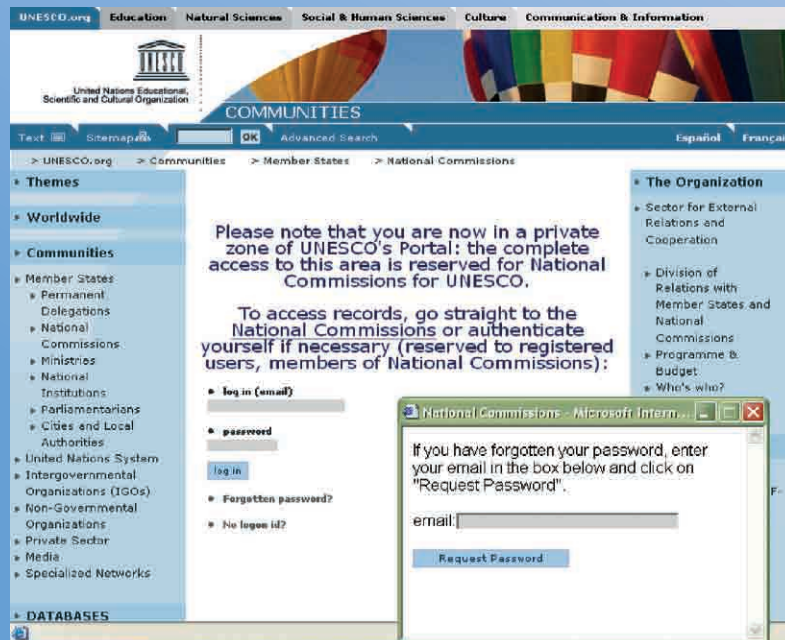 UNESCO.org Education Natural Sciences Social & Human Sciences Culture Communication & Information
United Nations Educational,
Scientific and Cultural Organization
COMMUNITIES
Text Sitemap OK Advanced Search Español Françai
> UNESCO.org > Communities > Member States > National Commissions
Themes
Worldwide
Communities
Member States
Permanent
Delegations
National
Commissions
Ministries
National
Institutions
Parliamentarians
Cities and Local
Authorities
United Nations System
Intergovernmental
Organizations (IGOs)
Non-Governmental
Organizations
Private Sector
Media
Specialized Networks
DATABASES
Please note that you are now in a private
zone of UNESCO's Portal: the complete
access to this area is reserved for National
Commissions for UNESCO.
To access records, go straight to the
National Commissions or authenticate
yourself if necessary (reserved to registered
users, members of National Commissions):
log in (email)
password
log in
Forgotten password?
No logon id?
The Organization
Sector for External
Relations and
Cooperation
Division of
Relations with
Member States and
National
Commissions
Programme &
Budget
Who's who?
F-
National Commissions - Microsoft Intern...
If you have forgotten your password, enter
your email in the box below and click on
"Request Password".
email:
Request Password